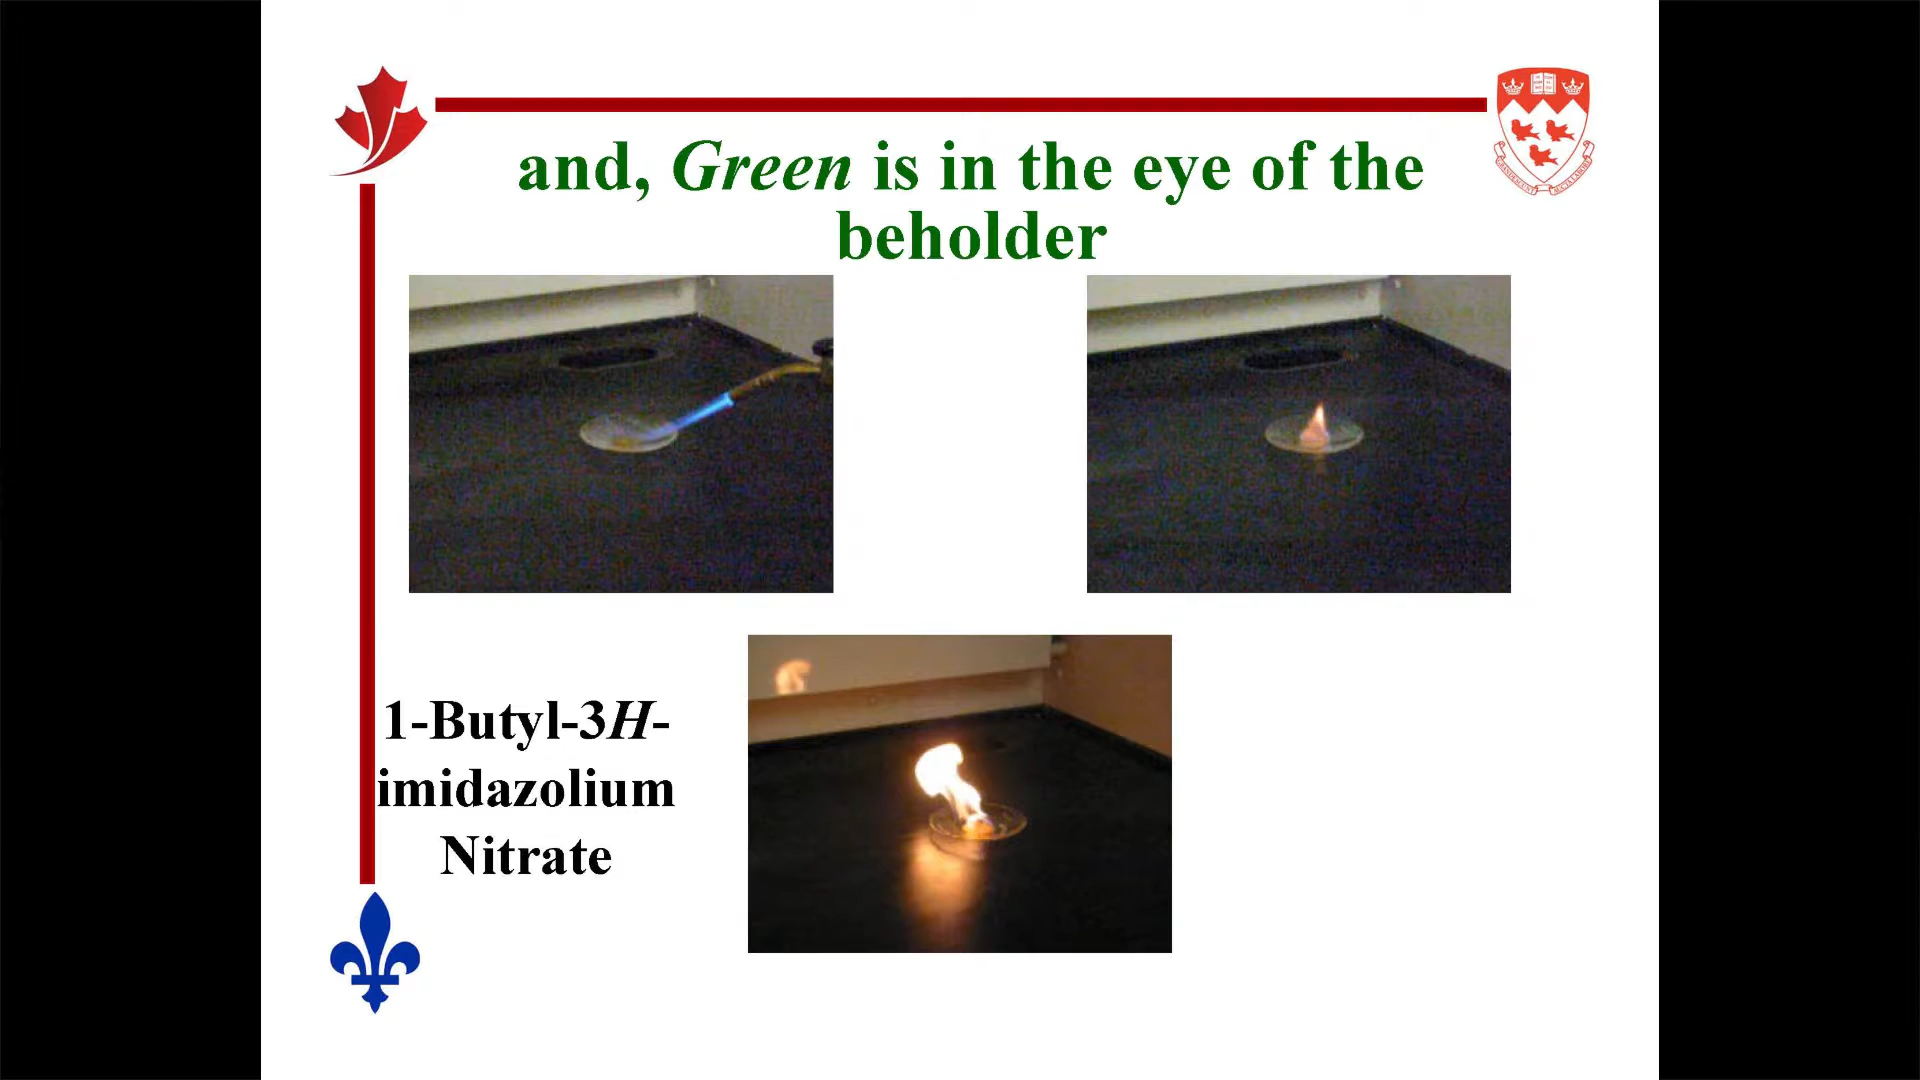 and, Green is in the eye of the
beholder
1-Butyl-3H-
imidazolium
Nitrate